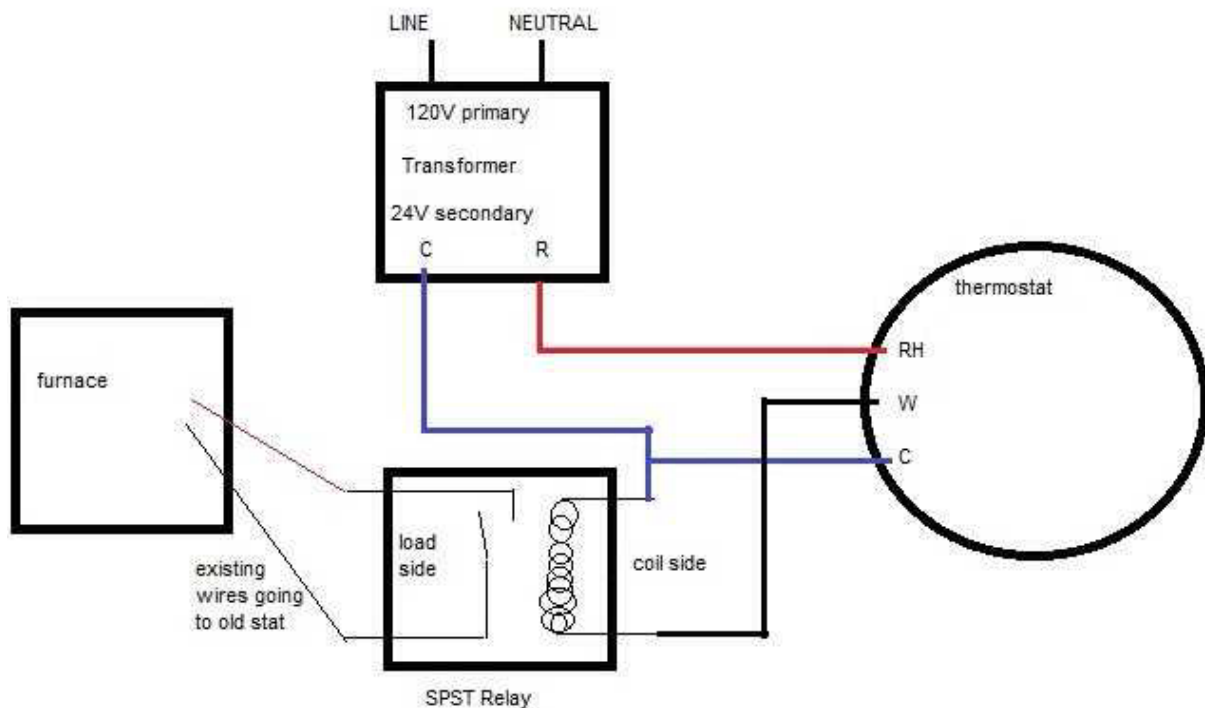 LINE
NEUTRAL
120V primary
Transformer
24V secondary
C
R
thermostat
RH
W
C
furnace
load
side
coil side
existing
wires going
to old stat
SPST Relay